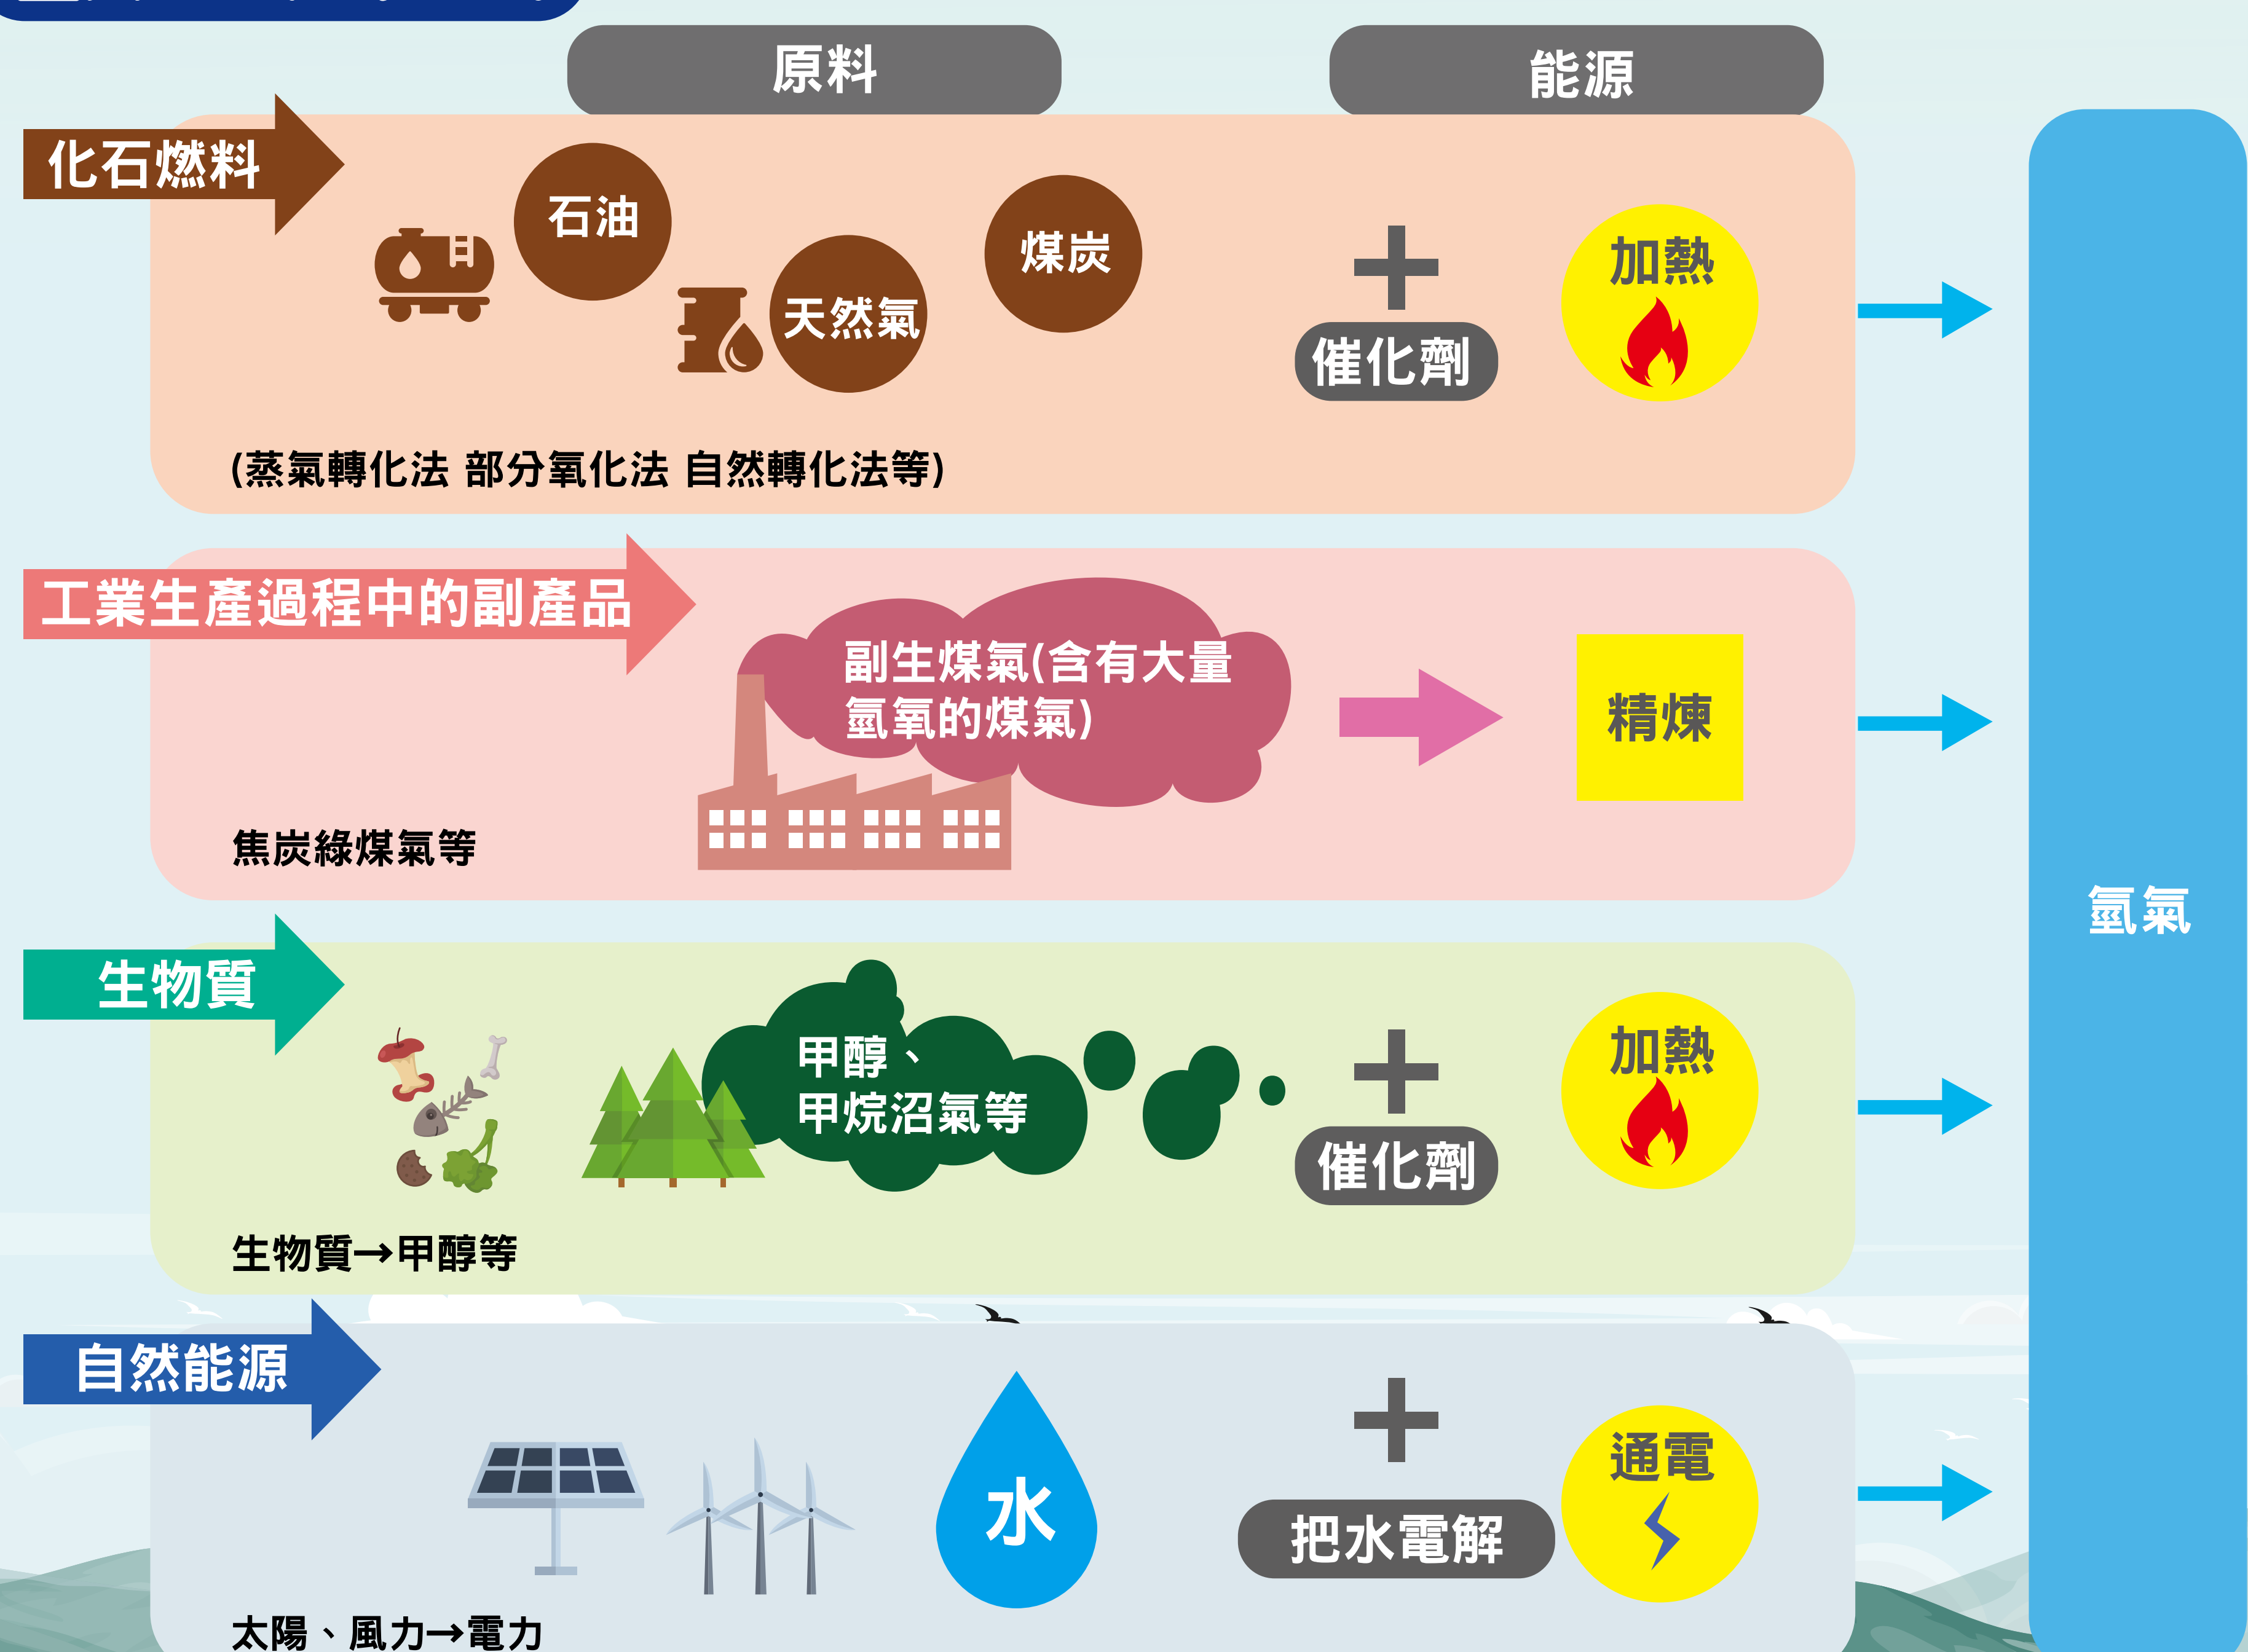 原料
能源
化石燃料
石油
天然氣
煤炭
催化劑
加熱
(蒸氣轉化法 部分氧化法 自然轉化法等)
工業生產過程中的副產品
副生煤氣(含有大量
氫氧的煤氣)
精煉
焦炭綠煤氣等
氫氣
生物質
甲醇、
甲烷沼氣等
催化劑
加熱
生物質→甲醇等
自然能源
水
把水電解
通電
太陽、風力→電力